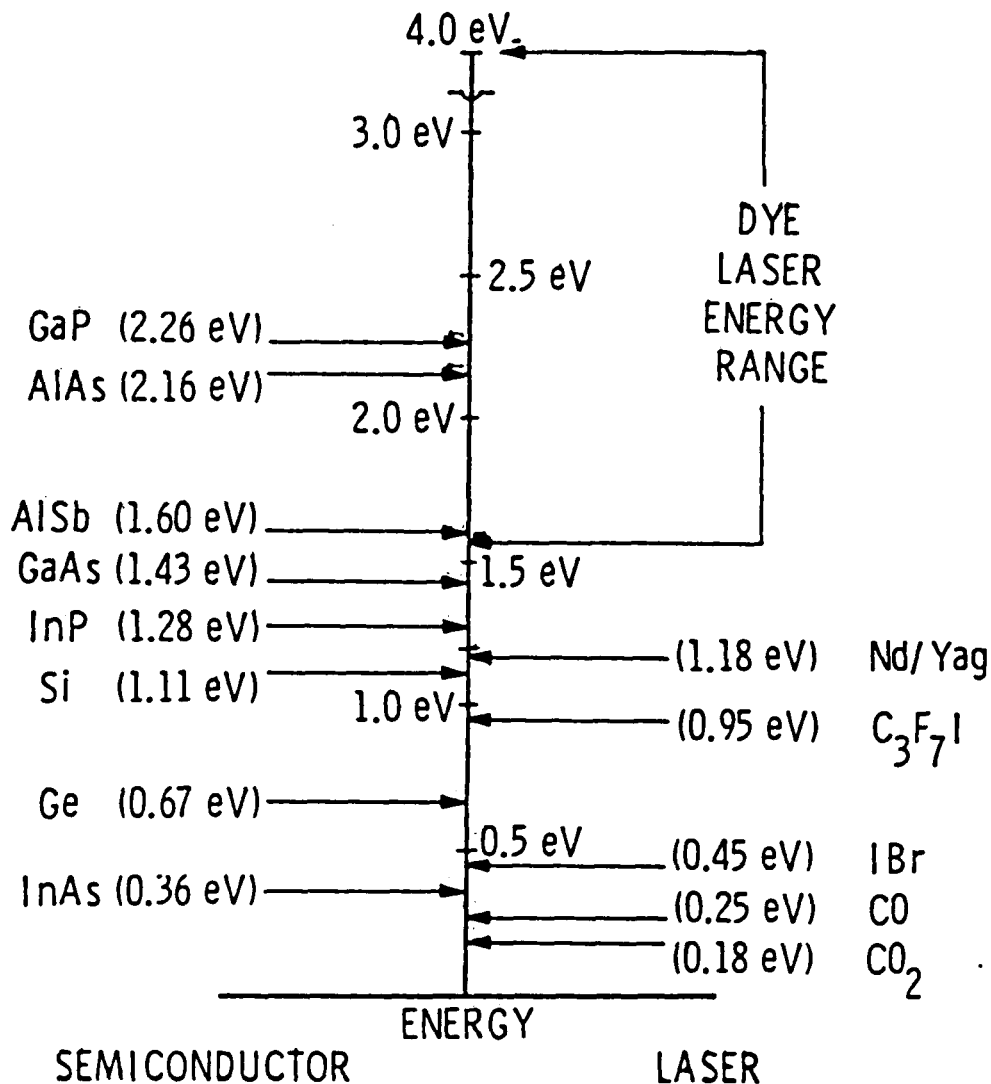 4.0 eV
3.0 eV
DYE
LASER
ENERGY
RANGE
2.5 eV
GaP (2.26 eV)
AlAs (2.16 eV)
2.0 eV
AlSb (1.60 eV)
GaAs (1.43 eV)
1.5 eV
InP (1.28 eV)
(1.18 eV) Nd/Yag
Si (1.11 eV)
1.0 eV
(0.95 eV) C3F7I
Ge (0.67 eV)
0.5 eV
(0.45 eV) IBr
InAs (0.36 eV)
(0.25 eV) CO
(0.18 eV) CO2
ENERGY
SEMICONDUCTOR LASER